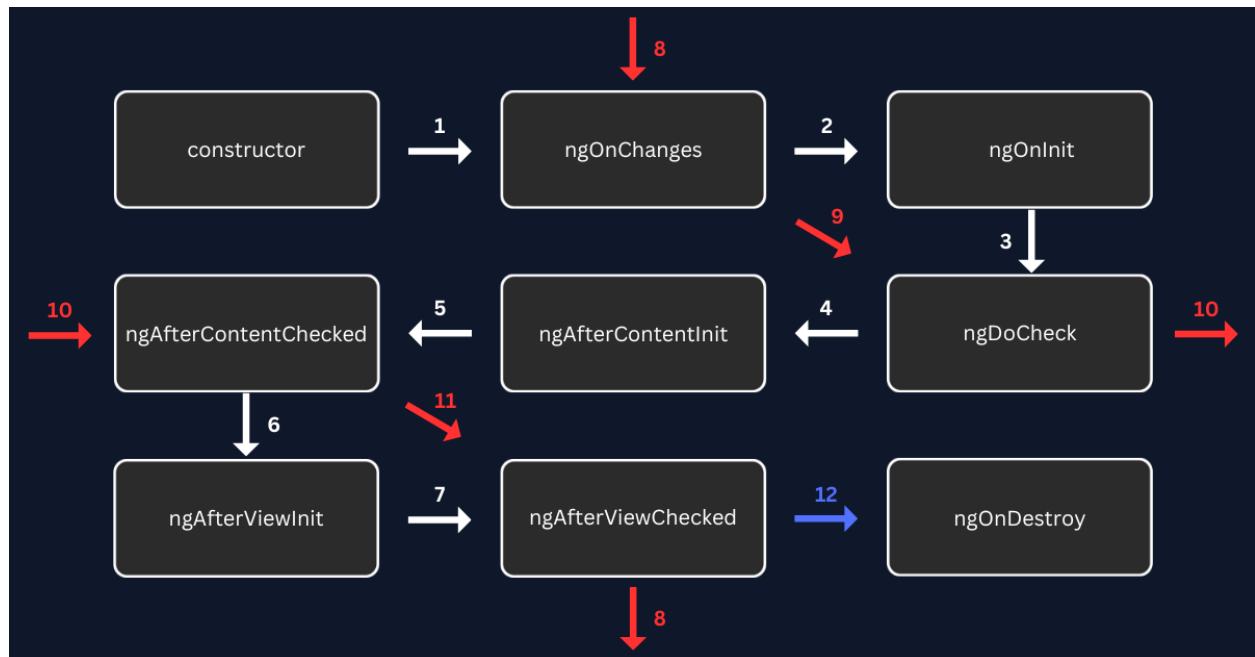 8
constructor
1
ngOnChanges
2
ngOnInit
9
3
10
ngAfterContentChecked
5
ngAfterContentInit
4
ngDoCheck
10
11
6
ngAfterViewInit
7
ngAfterViewChecked
12
ngOnDestroy
8